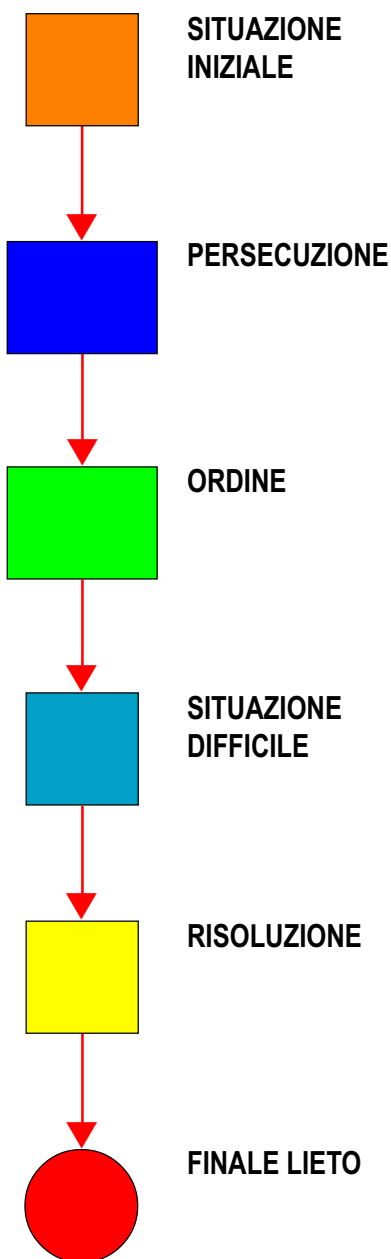 SITUAZIONE
INIZIALE
PERSECUZIONE
ORDINE
SITUAZIONE
DIFFICILE
RISOLUZIONE
FINALE LIETO